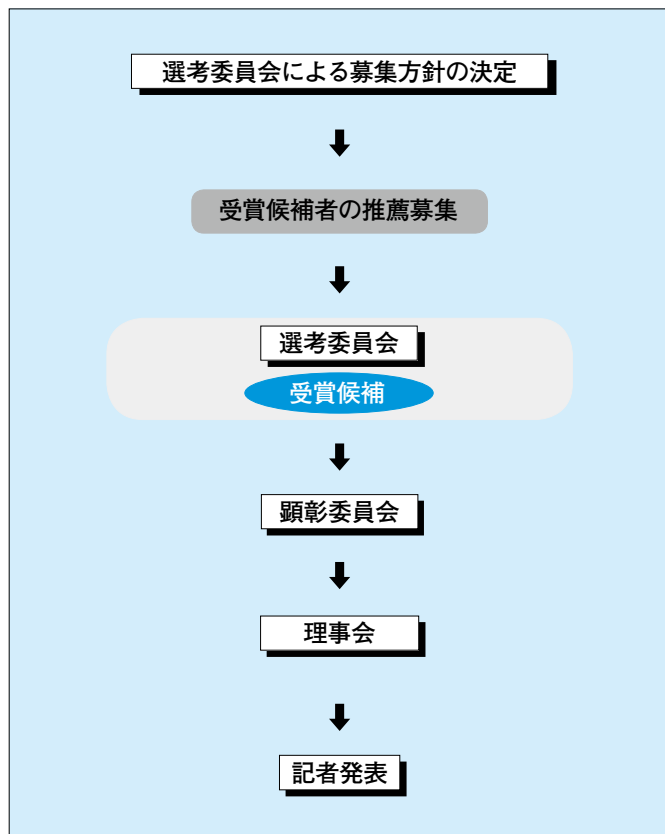 選考委員会による募集方針の決定
受賞候補者の推薦募集
選考委員会
受賞候補
顕彰委員会
理事会
記者発表